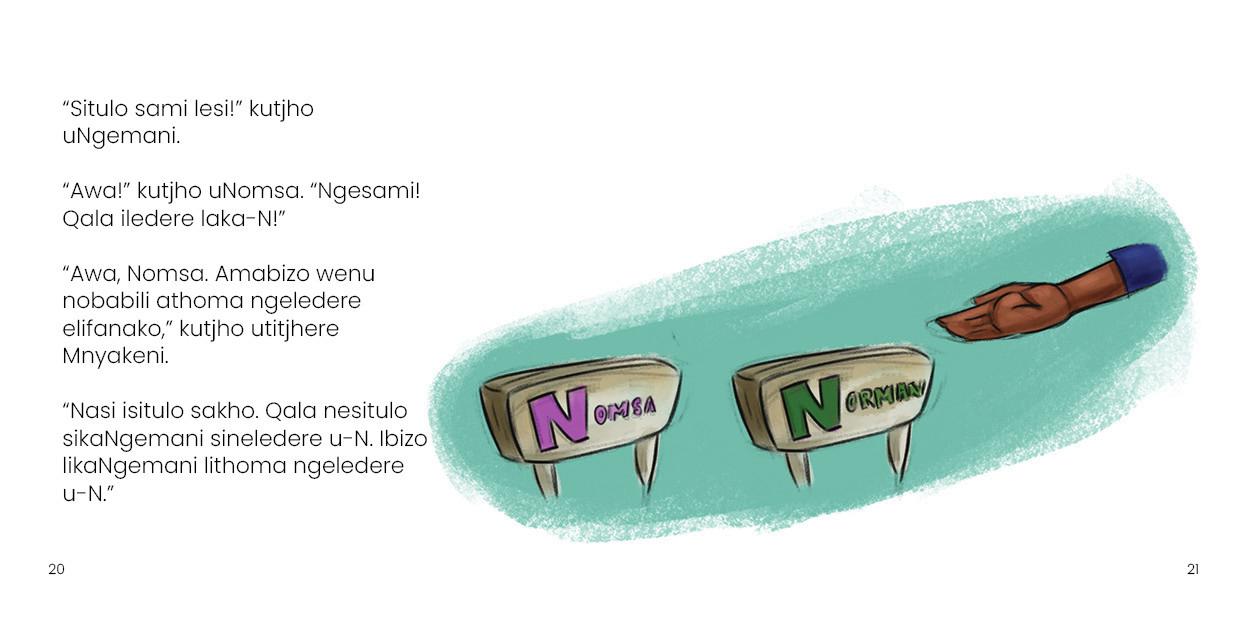 “Situlo sami lesi!” kutjho
uNgemani.
“Awa!” kutjho uNomsa. “Ngesami!
Qala iledere laka-N!”
“Awa, Nomsa. Amabizo wenu
nobabili athoma ngeledere
elifanako,” kutjho utitjhere
Mnyakeni.
“Nasi isitulo sakho. Qala nesitulo
sikaNgemani sineledere u-N. Ibizo
likaNgemani lithoma ngeledere
u-N.”
NOMSA
NORMAN
20
21